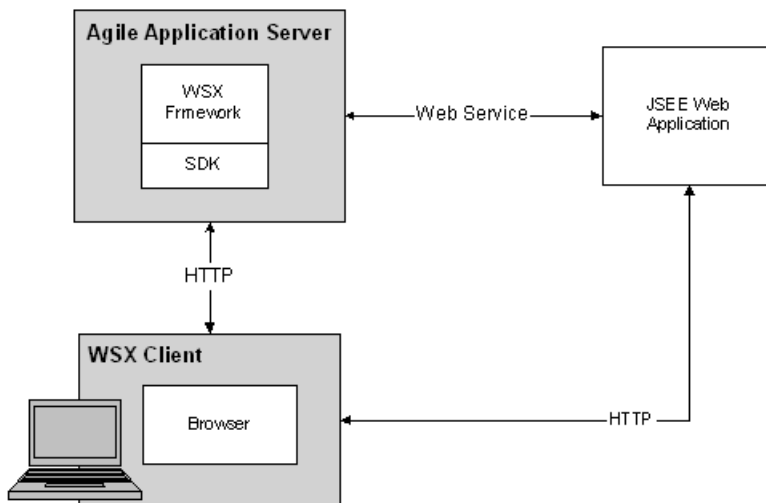 Agile Application Server
WSX
Frmework
SDK
Web Service
JSEE Web
Application
HTTP
WSX Client
Browser
HTTP